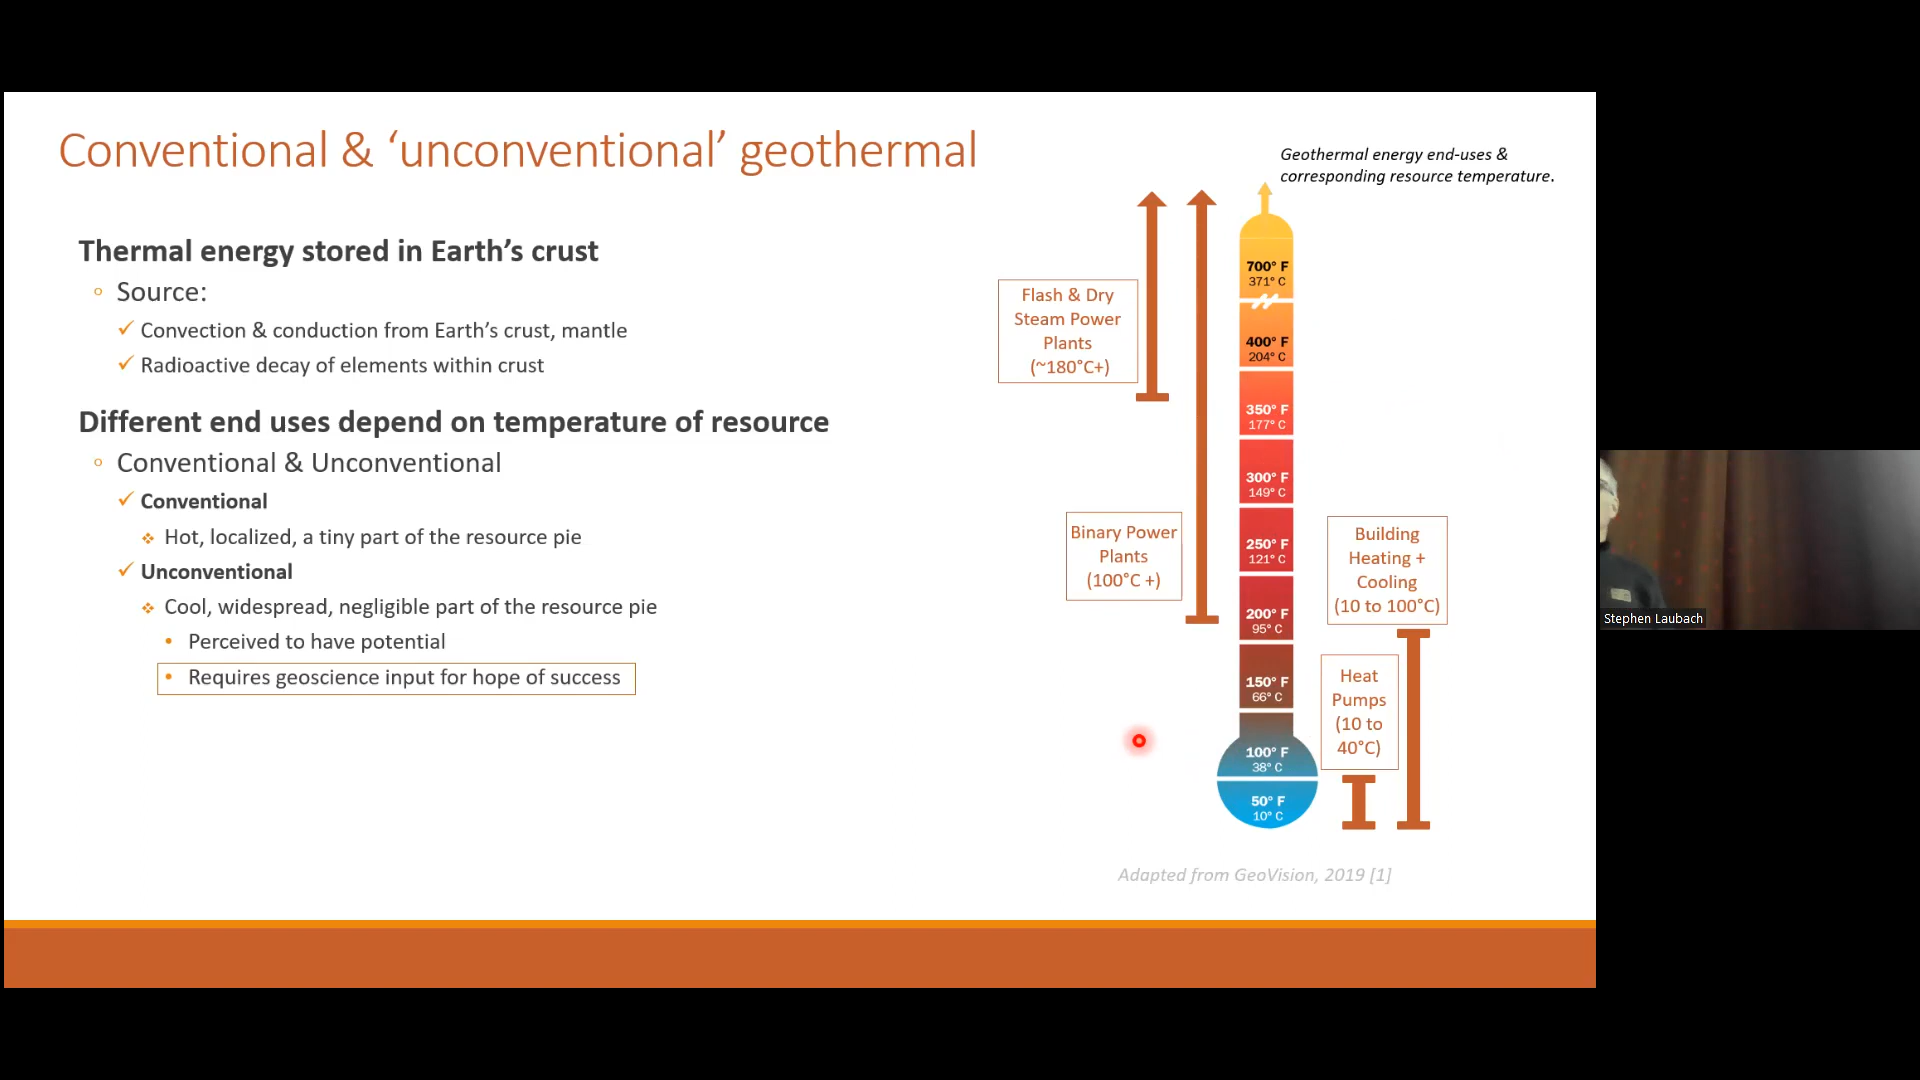 Conventional & ‘unconventional’ geothermal
Geothermal energy end-uses &
corresponding resource temperature.
Thermal energy stored in Earth’s crust
Source:
Convection & conduction from Earth’s crust, mantle
Radioactive decay of elements within crust
Different end uses depend on temperature of resource
Conventional & Unconventional
Conventional
Hot, localized, a tiny part of the resource pie
Unconventional
Cool, widespread, negligible part of the resource pie
Perceived to have potential
Requires geoscience input for hope of success
Flash & Dry
Steam Power
Plants
(~180°C+)
Binary Power
Plants
(100°C +)
700° F
371° C
400° F
204° C
350° F
177° C
300° F
149° C
250° F
121° C
200° F
95° C
150° F
66° C
100° F
38° C
50° F
10° C
Building
Heating +
Cooling
(10 to 100°C)
Heat
Pumps
(10 to
40°C)
Adapted from GeoVision, 2019 [1]
Stephen Laubach